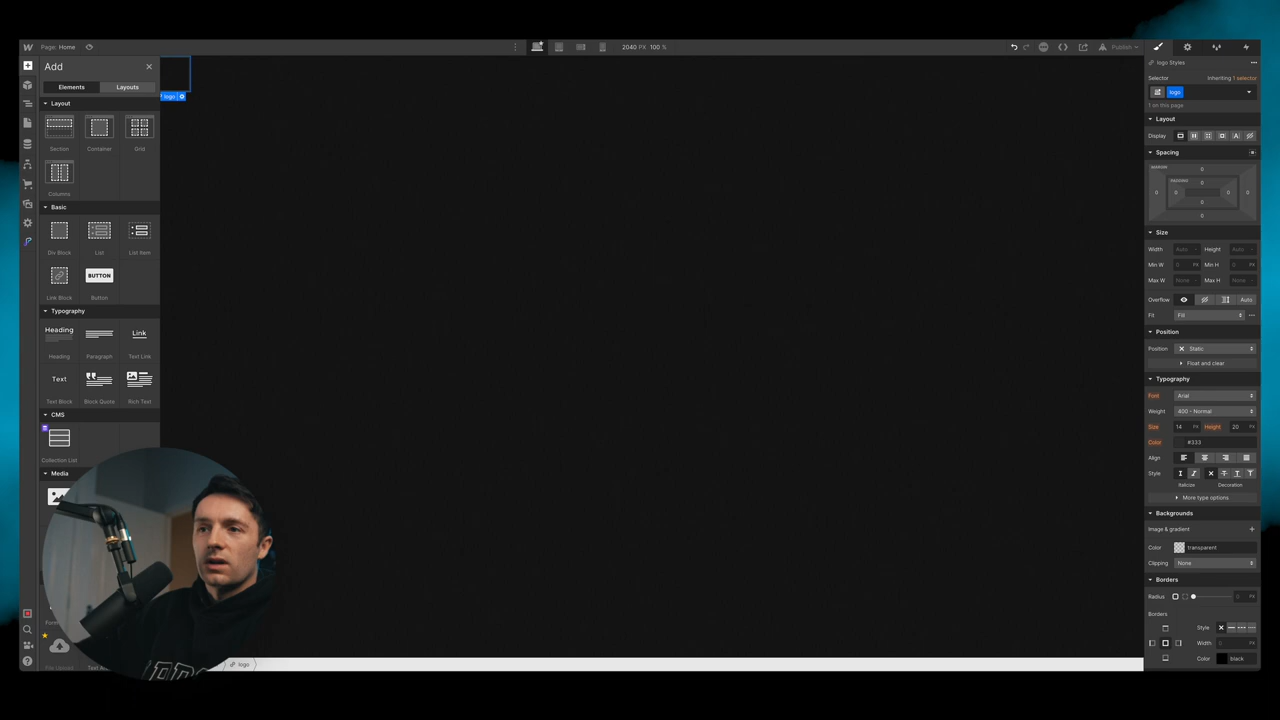 Page: Home
2040 PX 100 %
Publish
Add
Elements Layouts
Layout
Section Container Grid
Columns
Basic
Div Block List List Item
BUTTON
Link Block Button
Typography
Heading Link
Heading Paragraph Text Link
Text
Text Block Block Quote Rich Text
CMS
Collection List
Media
logo
logo
logo Styles
Selector Inheriting 1 selector
logo
1 on this page
Layout
Display
Spacing
MARGIN 0
PADDING 0
0 0 0 0
0
0
Size
Width Auto - Height Auto -
Min W 0 PX Min H 0 PX
Max W None - Max H None -
Overflow Auto
Fit Fill
Position
Position Static
Float and clear
Typography
Font Arial
Weight 400 - Normal
Size 14 PX Height 20 PX
Color #333
Align
Style
Italicize Decoration
More type options
Backgrounds
Image & gradient
Color transparent
Clipping None
Borders
Radius 0 PX
Borders
Style
Width 0 PX
Color black